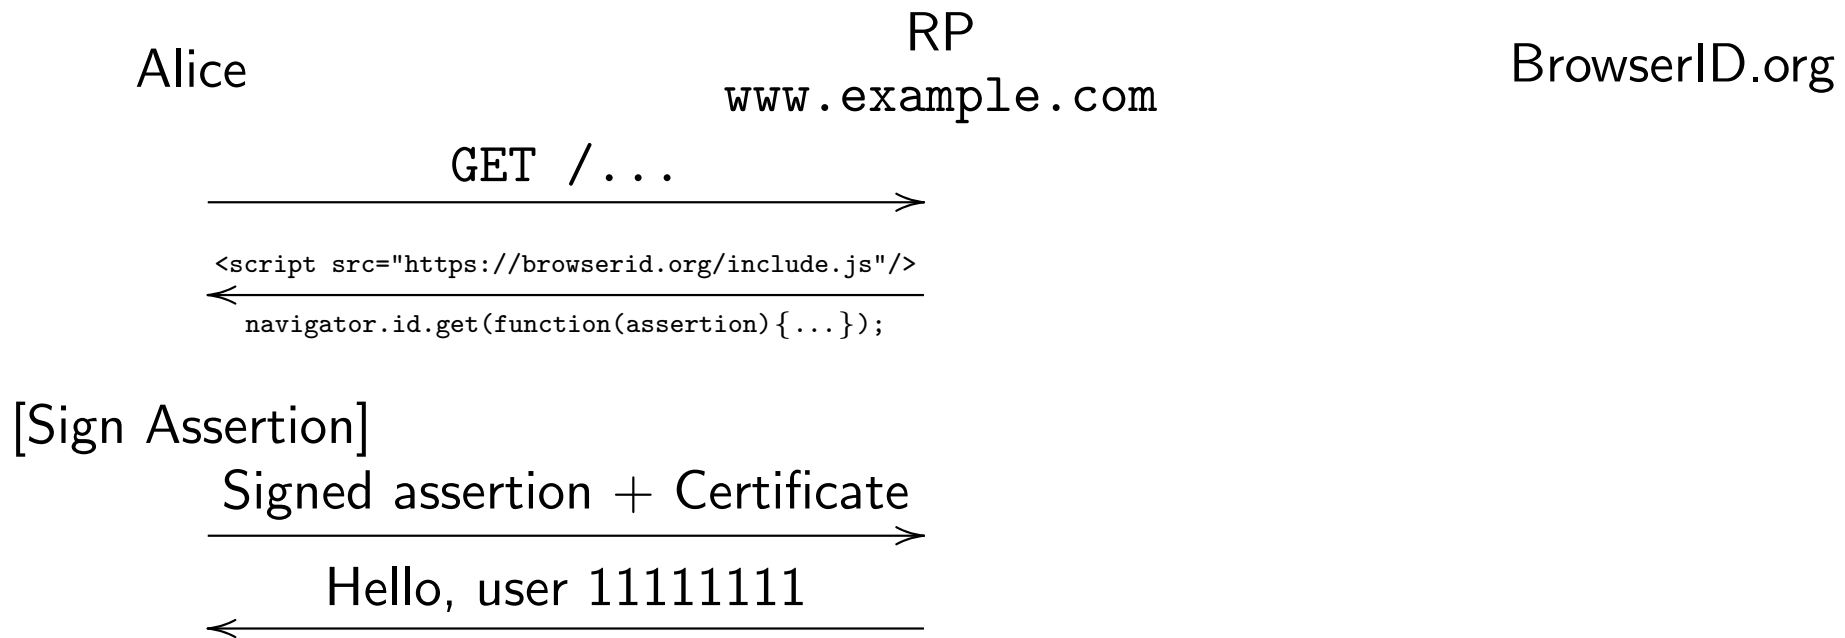 Alice
RP
www.example.com
BrowserID.org
GET /...
<script src="https://browserid.org/include.js"/>
navigator.id.get(function(assertion){...});
[Sign Assertion]
Signed assertion + Certificate
Hello, user 11111111